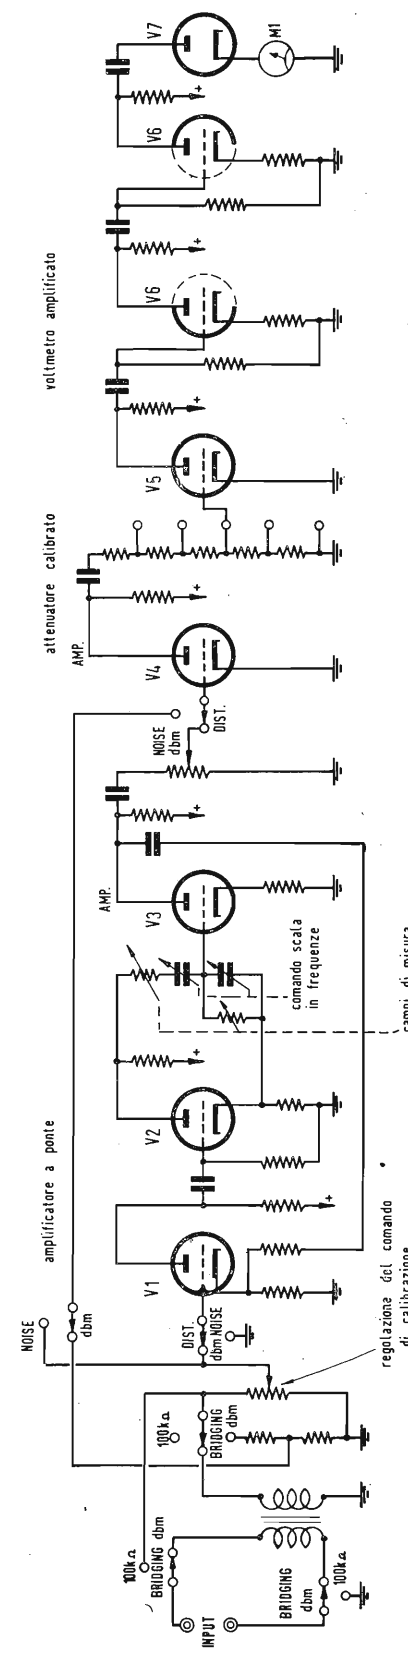 amplificatore a ponte
attenuatore calibrato
voltmetro amplificato
NOISE
dbm
AMP.
AMP.
NOISE
dbm
DIST.
V1
V2
V3
V4
V5
V6
V6
V7
M1
+
+
+
+
+
+
+
comando scala
in frequenze
campi di misura
regolazione del comando
di calibrazione
DIST.
dbm NOISE
100kΩ
BRIDGING
dbm
100kΩ
BRIDGING dbm
INPUT
BRIDGING
dbm
100kΩ